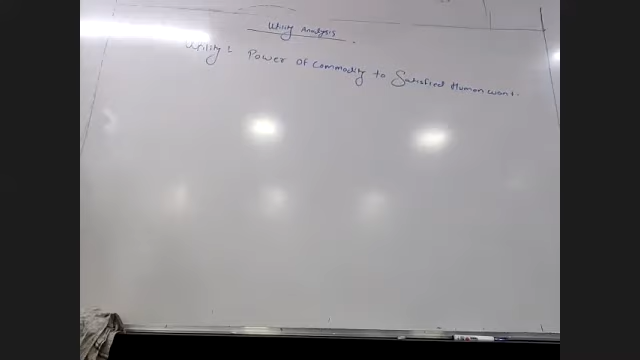 Utility Analysis
Utility : Power Of Commodity to Satisfied Human want.